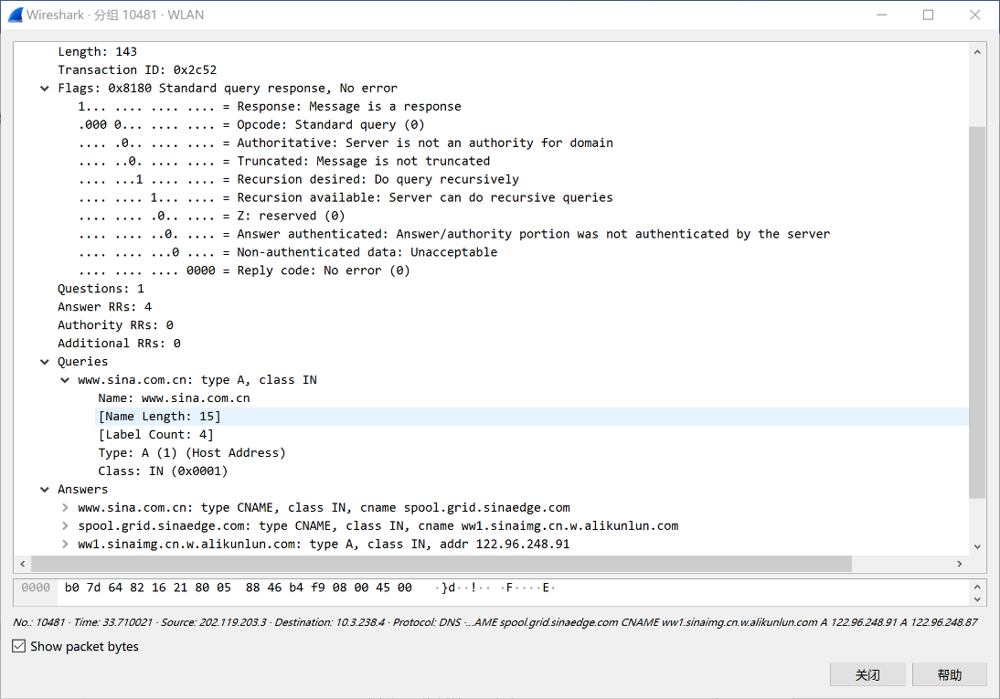 Wireshark · 分组 10481 · WLAN
Length: 143
Transaction ID: 0x2c52
Flags: 0x8180 Standard query response, No error
1... .... .... .... = Response: Message is a response
.000 0... .... .... = Opcode: Standard query (0)
.... .0.. .... .... = Authoritative: Server is not an authority for domain
.... ..0. .... .... = Truncated: Message is not truncated
.... ...1 .... .... = Recursion desired: Do query recursively
.... .... 1... .... = Recursion available: Server can do recursive queries
.... .... .0.. .... = Z: reserved (0)
.... .... ..0. .... = Answer authenticated: Answer/authority portion was not authenticated by the server
.... .... ...0 .... = Non-authenticated data: Unacceptable
.... .... .... 0000 = Reply code: No error (0)
Questions: 1
Answer RRs: 4
Authority RRs: 0
Additional RRs: 0
Queries
www.sina.com.cn: type A, class IN
Name: www.sina.com.cn
[Name Length: 15]
[Label Count: 4]
Type: A (1) (Host Address)
Class: IN (0x0001)
Answers
www.sina.com.cn: type CNAME, class IN, cname spool.grid.sinaedge.com
spool.grid.sinaedge.com: type CNAME, class IN, cname ww1.sinaimg.cn.w.alikunlun.com
ww1.sinaimg.cn.w.alikunlun.com: type A, class IN, addr 122.96.248.91
0000 b0 7d 64 82 16 21 80 05 88 46 b4 f9 08 00 45 00 ·}d··!·· ·F····E·
No.: 10481 · Time: 33.710021 · Source: 202.119.203.3 · Destination: 10.3.238.4 · Protocol: DNS ·...AME spool.grid.sinaedge.com CNAME ww1.sinaimg.cn.w.alikunlun.com A 122.96.248.91 A 122.96.248.87
Show packet bytes
关闭 帮助